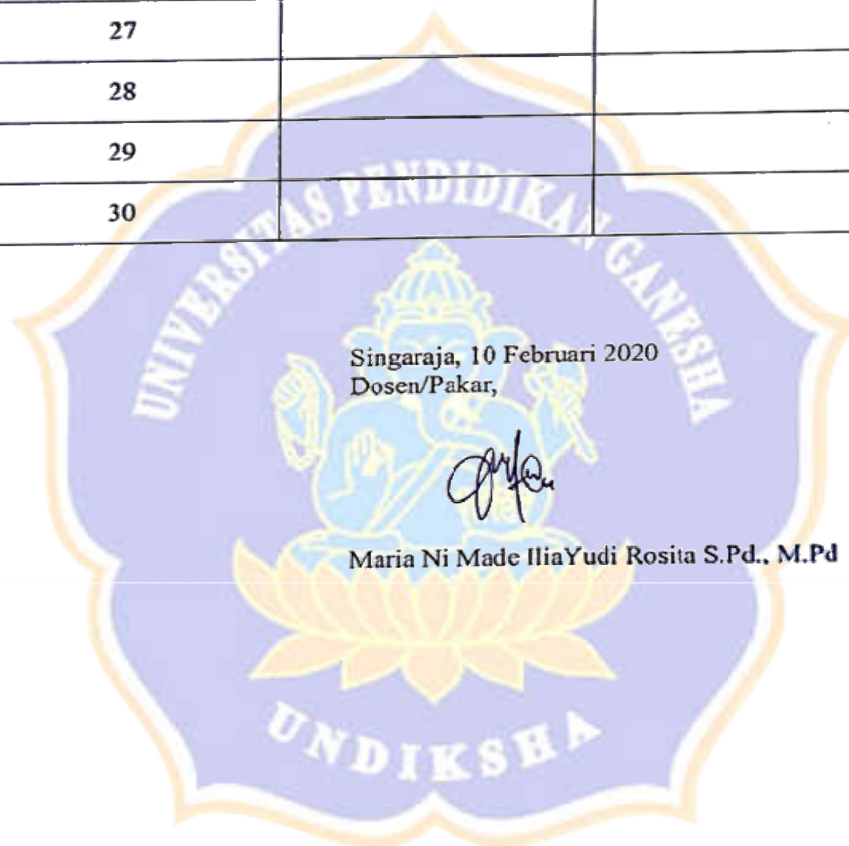 27
28
29
30
UNIVERSITAS PENDIDIKAN GANESHA
Singaraja, 10 Februari 2020
Dosen/Pakar,
Maria Ni Made IliaYudi Rosita S.Pd., M.Pd
UNDIKSHA